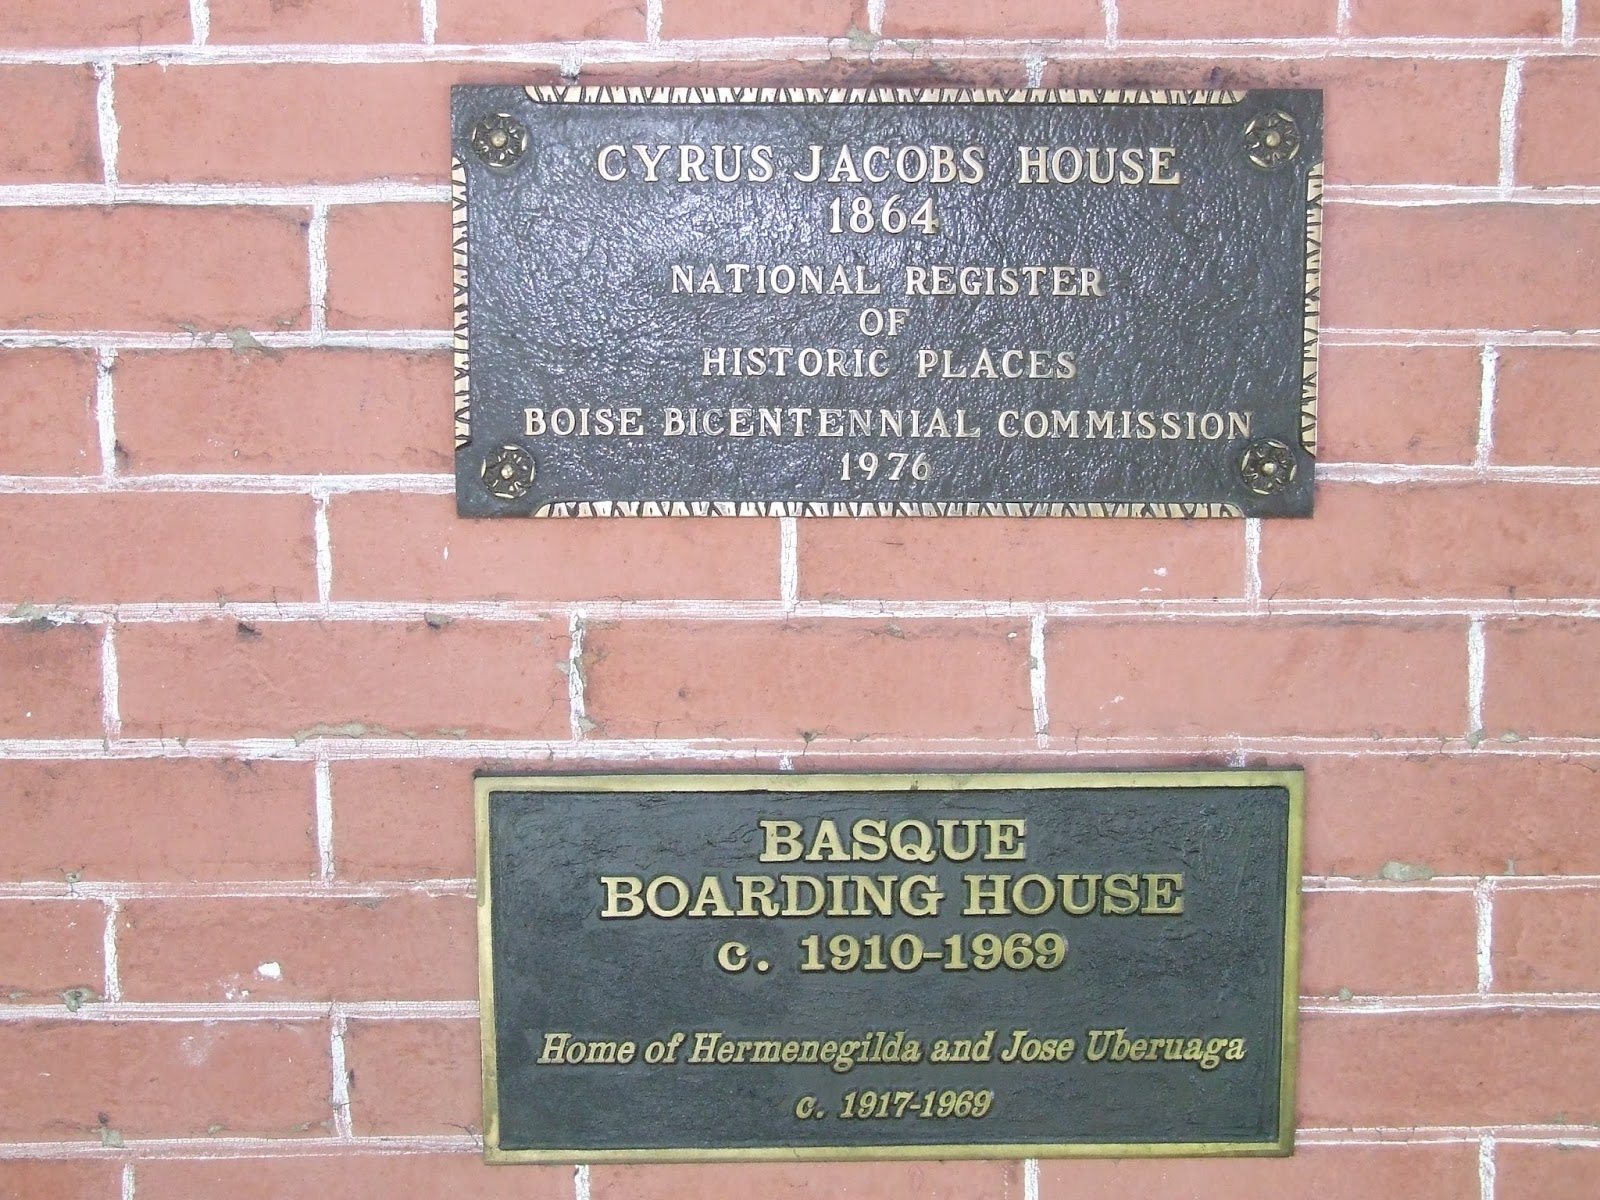 CYRUS JACOBS HOUSE
1864
NATIONAL REGISTER
OF
HISTORIC PLACES
BOISE BICENTENNIAL COMMISSION
1976
BASQUE
BOARDING HOUSE
c. 1910-1969
Home of Hermenegilda and Jose Uberuaga
c. 1917-1969